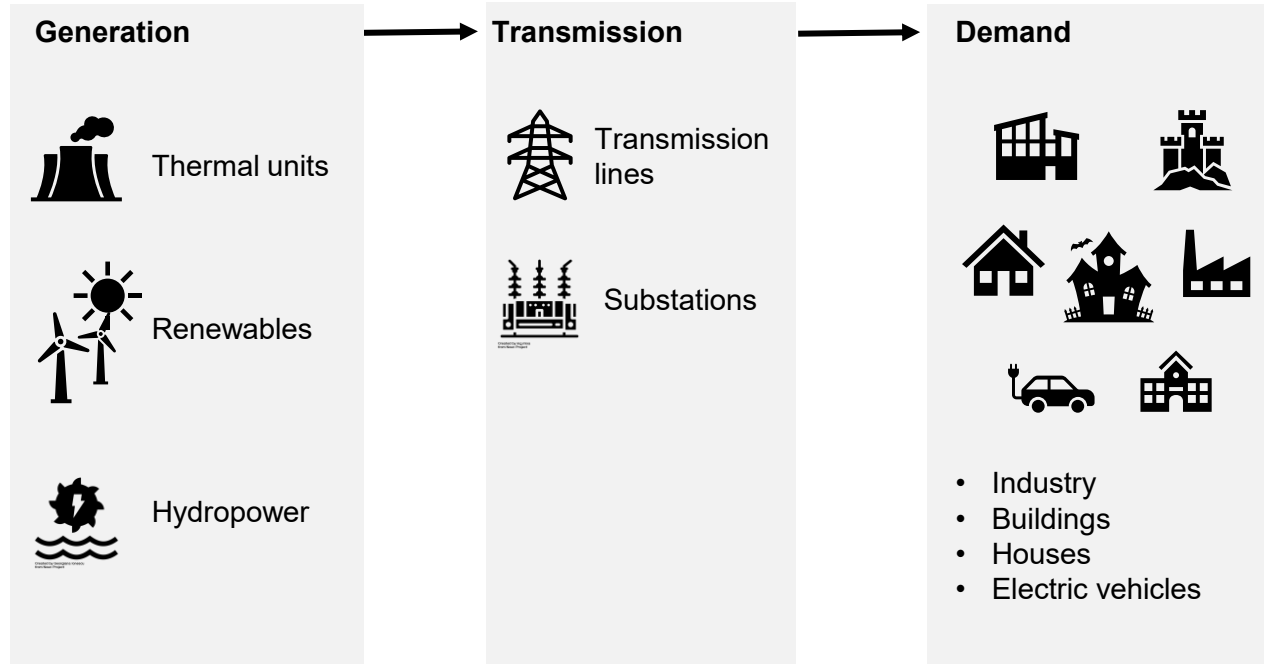 Generation
Transmission
Demand
Thermal units
Renewables
Hydropower
Transmission
lines
Substations
• Industry
• Buildings
• Houses
• Electric vehicles